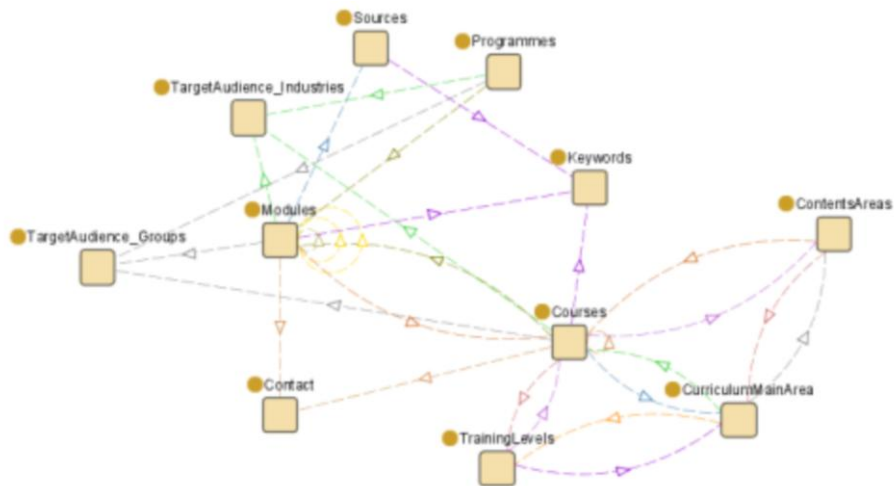 Sources
Programmes
TargetAudience_Industries
Keywords
ContentsAreas
Modules
TargetAudience_Groups
Courses
Contact
CurriculumMainArea
TrainingLevels